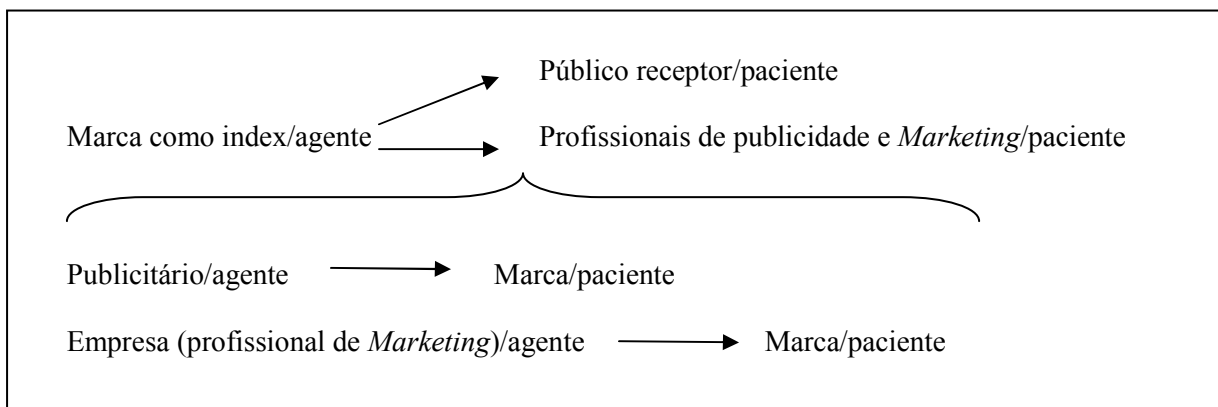 Público receptor/paciente
Marca como index/agente Profissionais de publicidade e Marketing/paciente
Publicitário/agente Marca/paciente
Empresa (profissional de Marketing)/agente Marca/paciente